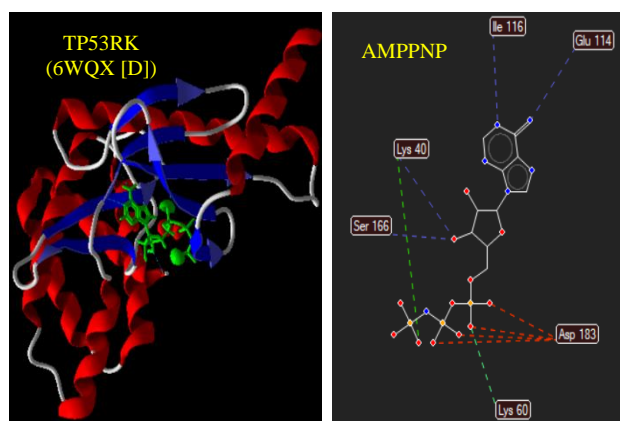 TP53RK
(6WQX [D])
AMPPNP
Ile 116
Glu 114
Lys 40
Ser 166
Asp 183
Lys 60